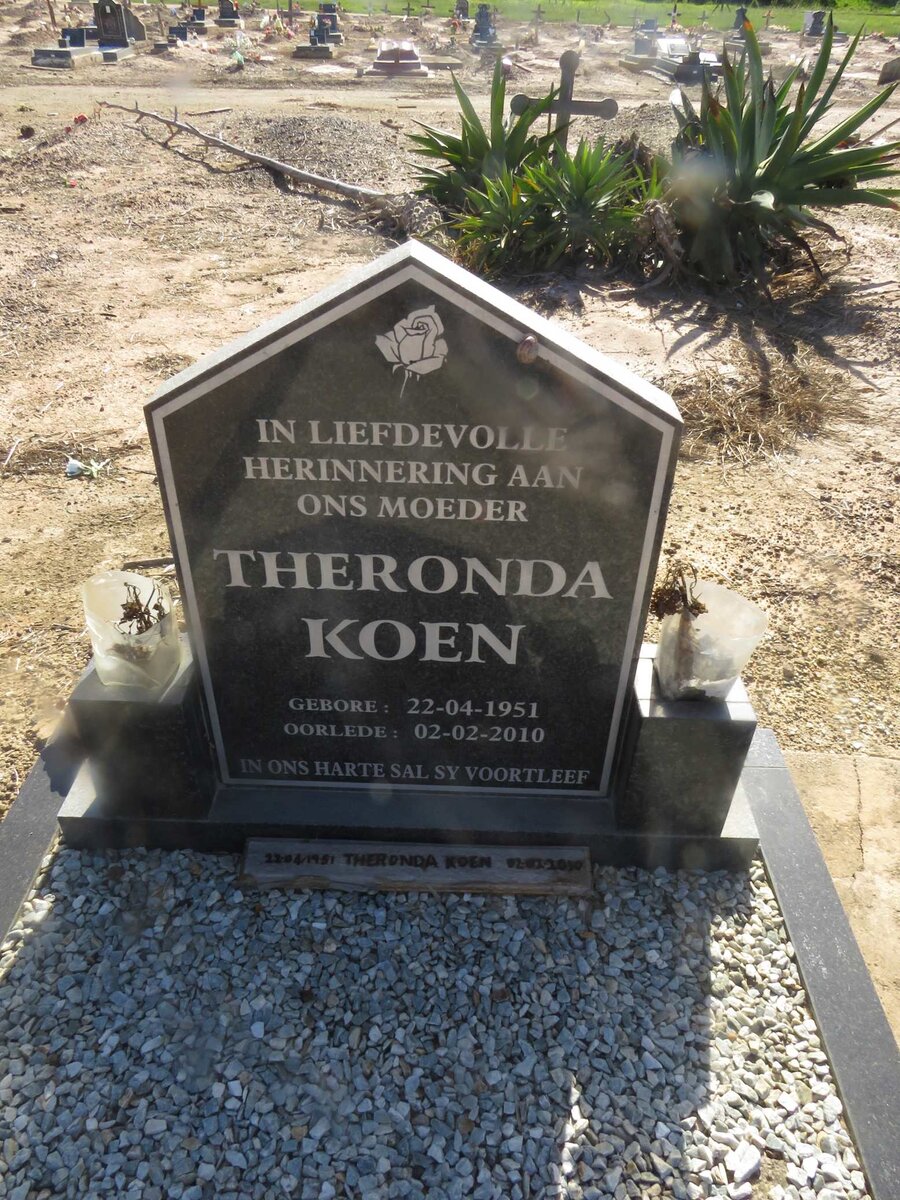 IN LIEFDEVOLLE
HERINNERING AAN
ONS MOEDER
THERONDA
KOEN
GEBORE : 22-04-1951
OORLEDE : 02-02-2010
IN ONS HARTE SAL SY VOORTLEEF
22-04-1951 THERONDA KOEN 02-02-2010